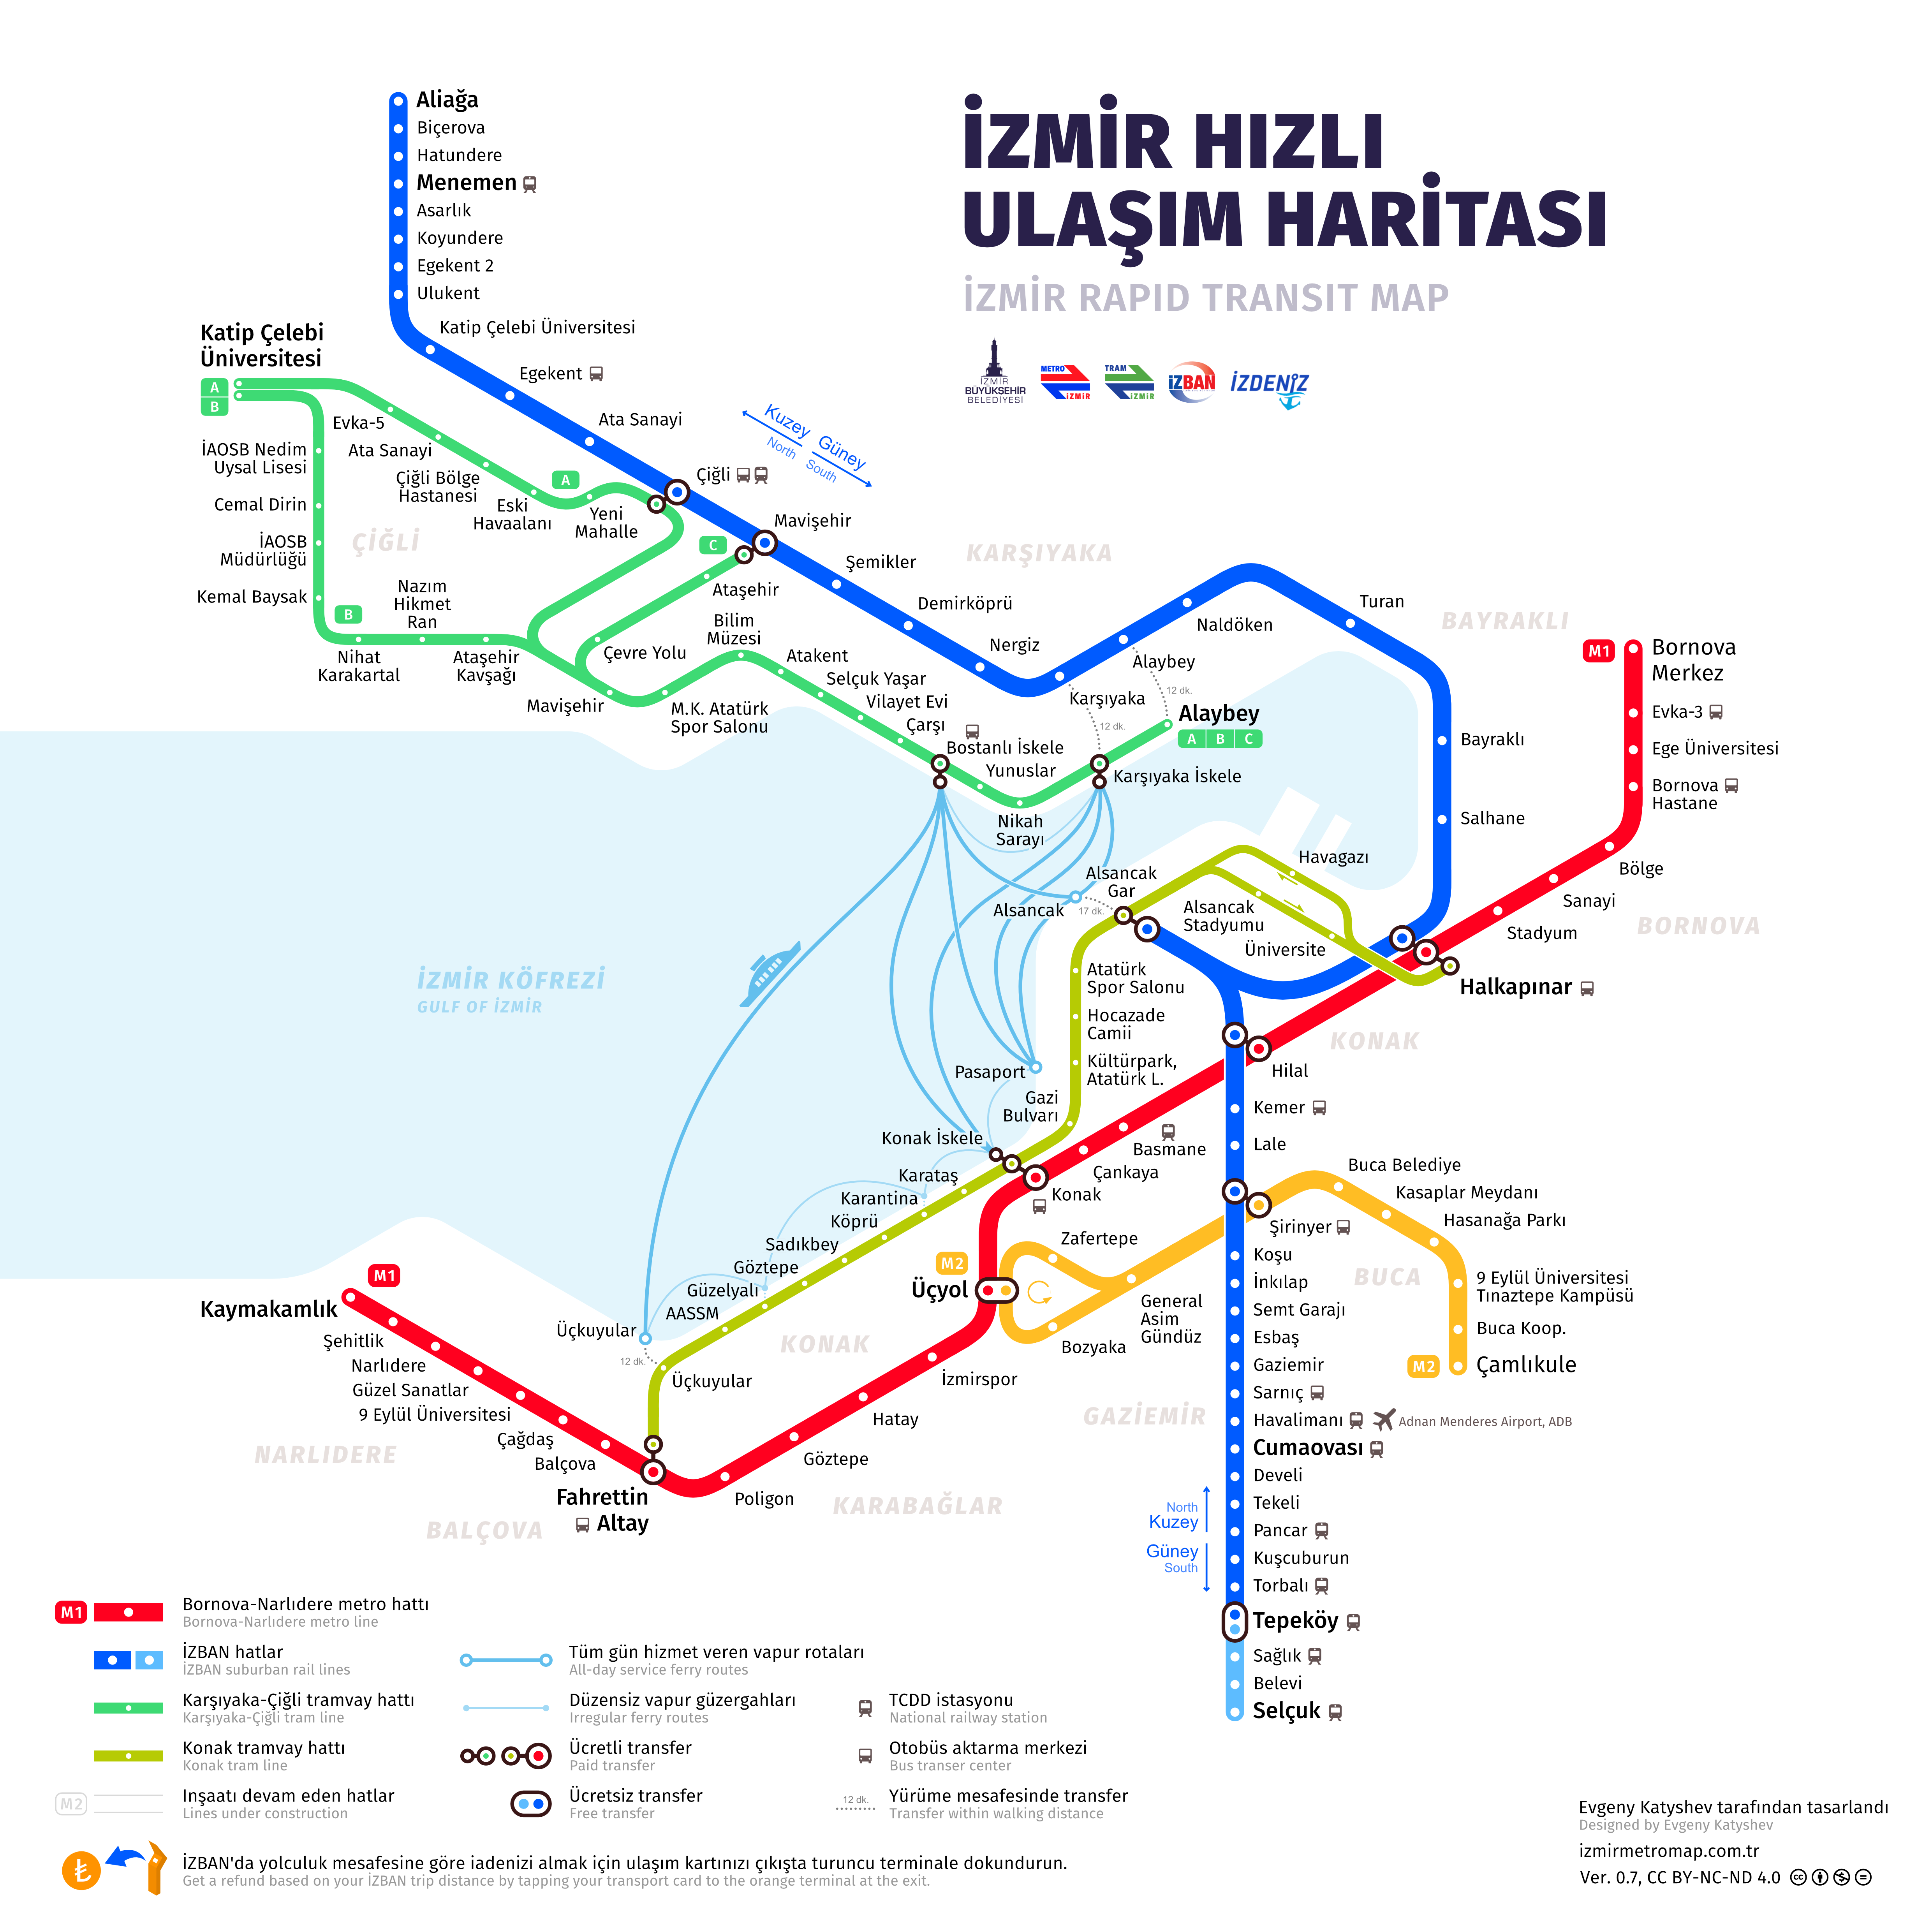 İZMİR HIZLI
ULAŞIM HARİTASI
İZMİR RAPID TRANSIT MAP
İZMİR
BÜYÜKŞEHİR
BELEDİYESİ
METRO
İZMİR
TRAM
İZMİR
İZBAN
İZDENİZ
Aliağa
Biçerova
Hatundere
Menemen
Asarlık
Koyundere
Egekent 2
Ulukent
Katip Çelebi Üniversitesi
Egekent
Ata Sanayi
Kuzey
North
Güney
South
Çiğli
Mavişehir
Şemikler
Demirköprü
Nergiz
Karşıyaka
12 dk.
Alaybey
12 dk.
Naldöken
Turan
Bayraklı
Salhane
Katip Çelebi
Üniversitesi
A
B
Evka-5
Ata Sanayi
Çiğli Bölge
Hastanesi
Eski
Havaalanı
A
Yeni
Mahalle
İAOSB Nedim
Uysal Lisesi
Cemal Dirin
İAOSB
Müdürlüğü
Kemal Baysak
B
Nihat
Karakartal
Nazım
Hikmet
Ran
Ataşehir
Kavşağı
C
Ataşehir
Çevre Yolu
Mavişehir
M.K. Atatürk
Spor Salonu
Bilim
Müzesi
Atakent
Selçuk Yaşar
Vilayet Evi
Çarşı
Bostanlı İskele
Yunuslar
Nikah
Sarayı
Karşıyaka İskele
Alaybey
A B C
ÇİĞLİ
KARŞIYAKA
BAYRAKLI
BORNOVA
KONAK
BUCA
GAZİEMİR
KONAK
KARABAĞLAR
BALÇOVA
NARLIDERE
İZMİR KÖFREZİ
GULF OF İZMİR
M1
Bornova
Merkez
Evka-3
Ege Üniversitesi
Bornova
Hastane
Bölge
Sanayi
Stadyum
Halkapınar
Hilal
Basmane
Çankaya
Konak
M2
Üçyol
İzmirspor
Hatay
Göztepe
Poligon
Fahrettin
Altay
Balçova
Çağdaş
9 Eylül Üniversitesi
Güzel Sanatlar
Narlıdere
Şehitlik
Kaymakamlık
M1
Havagazı
Alsancak
Stadyumu
Üniversite
Alsancak
Gar
Alsancak
17 dk.
Atatürk
Spor Salonu
Hocazade
Camii
Kültürpark,
Atatürk L.
Gazi
Bulvarı
Pasaport
Konak İskele
Karataş
Karantina
Köprü
Sadıkbey
Göztepe
Güzelyalı
AASSM
Üçkuyular
12 dk.
Üçkuyular
Zafertepe
Bozyaka
General
Asim
Gündüz
Şirinyer
Buca Belediye
Kasaplar Meydanı
Hasanağa Parkı
9 Eylül Üniversitesi
Tınaztepe Kampüsü
Buca Koop.
M2
Çamlıkule
Kemer
Lale
Koşu
İnkılap
Semt Garajı
Esbaş
Gaziemir
Sarnıç
Havalimanı
Adnan Menderes Airport, ADB
Cumaovası
Develi
Tekeli
Pancar
Kuşcuburun
Torbalı
Tepeköy
Sağlık
Belevi
Selçuk
North
Kuzey
Güney
South
M1
Bornova-Narlıdere metro hattı
Bornova-Narlıdere metro line
İZBAN hatlar
İZBAN suburban rail lines
Karşıyaka-Çiğli tramvay hattı
Karşıyaka-Çiğli tram line
Konak tramvay hattı
Konak tram line
M2
Inşaatı devam eden hatlar
Lines under construction
Tüm gün hizmet veren vapur rotaları
All-day service ferry routes
Düzensiz vapur güzergahları
Irregular ferry routes
Ücretli transfer
Paid transfer
Ücretsiz transfer
Free transfer
TCDD istasyonu
National railway station
Otobüs aktarma merkezi
Bus transer center
12 dk.
Yürüme mesafesinde transfer
Transfer within walking distance
₺
İZBAN'da yolculuk mesafesine göre iadenizi almak için ulaşım kartınızı çıkışta turuncu terminale dokundurun.
Get a refund based on your İZBAN trip distance by tapping your transport card to the orange terminal at the exit.
Evgeny Katyshev tarafından tasarlandı
Designed by Evgeny Katyshev
izmirmetromap.com.tr
Ver. 0.7, CC BY-NC-ND 4.0